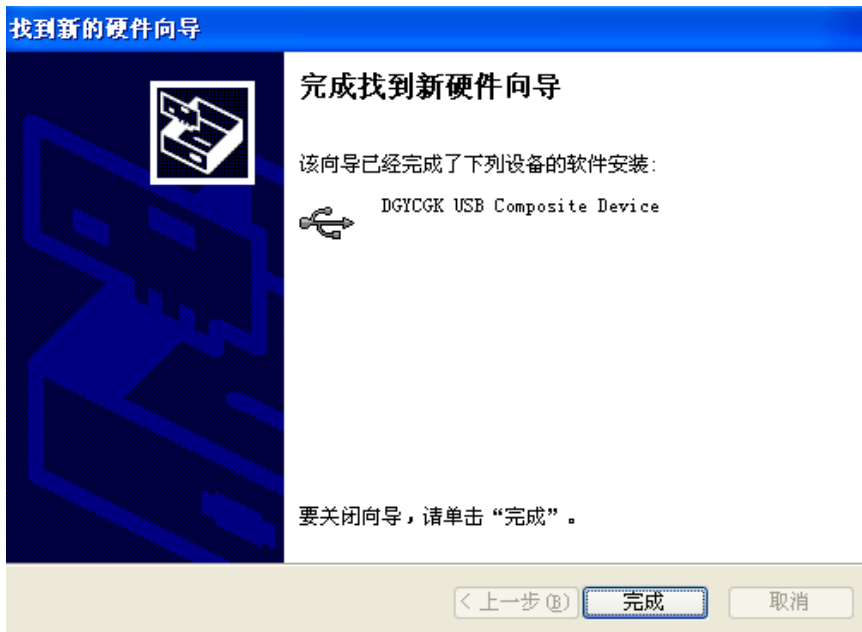 找到新的硬件向导
完成找到新硬件向导
该向导已经完成了下列设备的软件安装:
DGYCGK USB Composite Device
要关闭向导，请单击“完成”。
< 上一步(B)
完成
取消